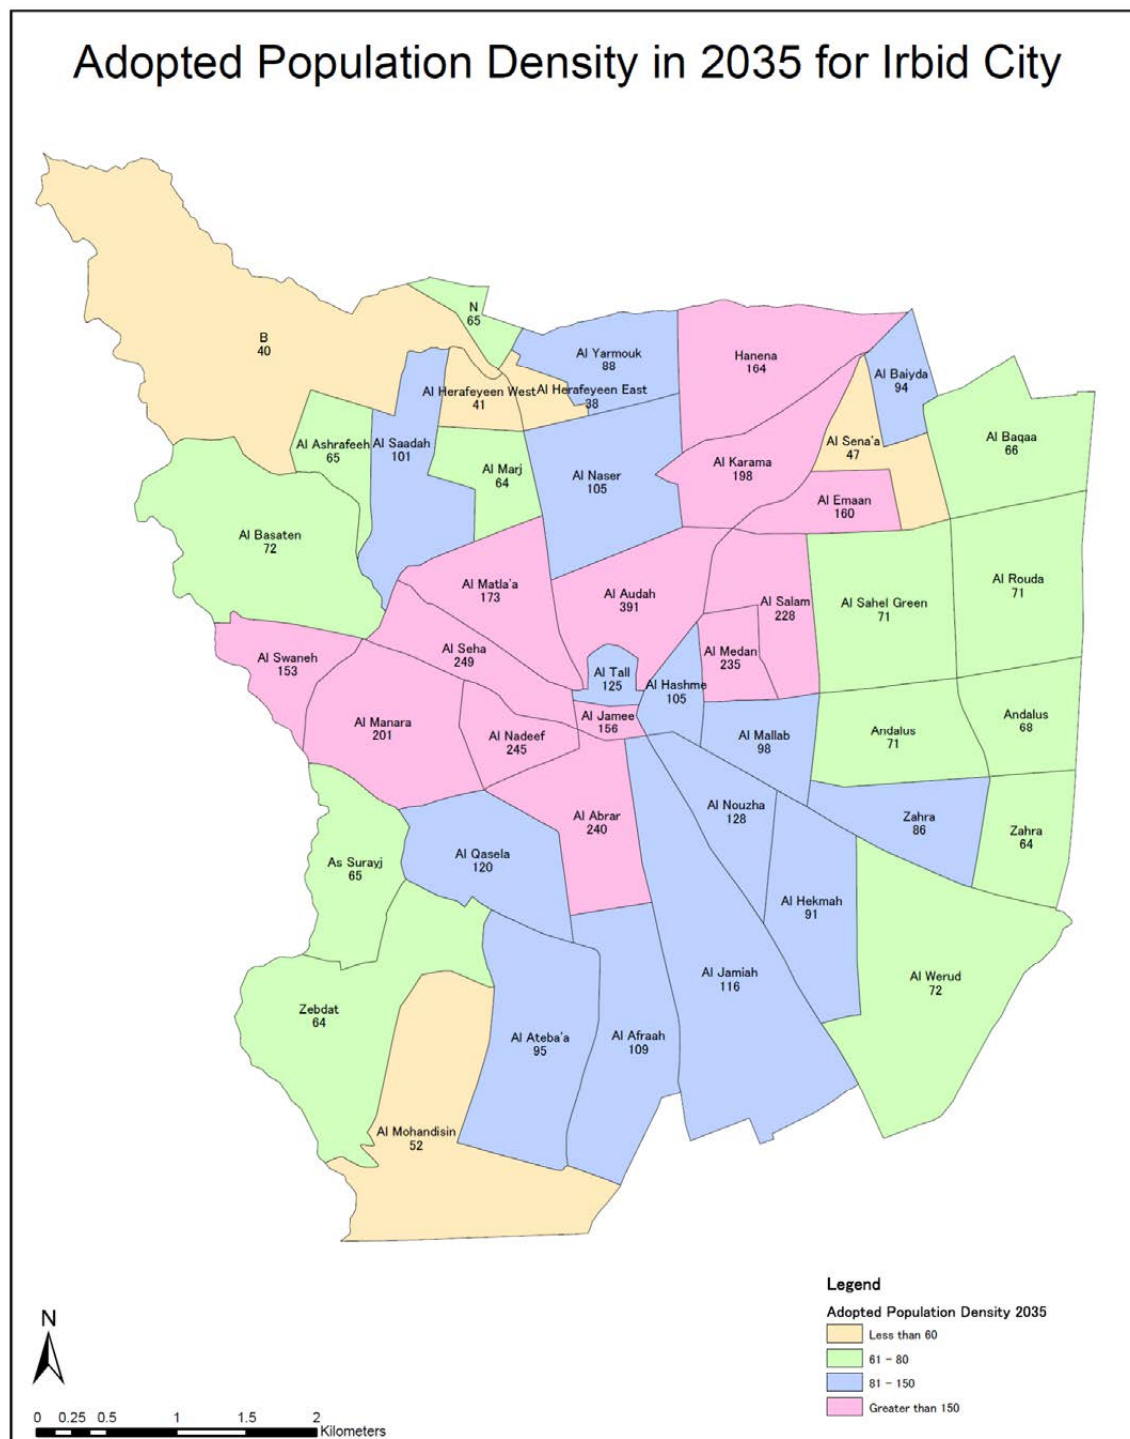 Adopted Population Density in 2035 for Irbid City
B
40
N
65
Al Yarmouk
88
Hanena
164
Al Baiyda
94
Al Herafeyeen West
41
Al Herafeyeen East
38
Al Ashrafeeh
65
Al Saadah
101
Al Marj
64
Al Naser
105
Al Karama
198
Al Sena'a
47
Al Baqaa
66
Al Emaan
160
Al Basaten
72
Al Matla'a
173
Al Audah
391
Al Salam
228
Al Sahel Green
71
Al Rouda
71
Al Swaneh
153
Al Seha
249
Al Tall
125
Al Hashme
105
Al Medan
235
Al Manara
201
Al Nadeef
245
Al Jamee
156
Al Mallab
98
Andalus
71
Andalus
68
Al Abrar
240
Al Nouzha
128
Zahra
86
Zahra
64
As Surayj
65
Al Qasela
120
Al Hekmah
91
Al Jamiah
116
Al Werud
72
Zebdat
64
Al Ateba'a
95
Al Afraah
109
Al Mohandisin
52
Legend
Adopted Population Density 2035
Less than 60
61 - 80
81 - 150
Greater than 150
N
0 0.25 0.5 1 1.5 2
Kilometers